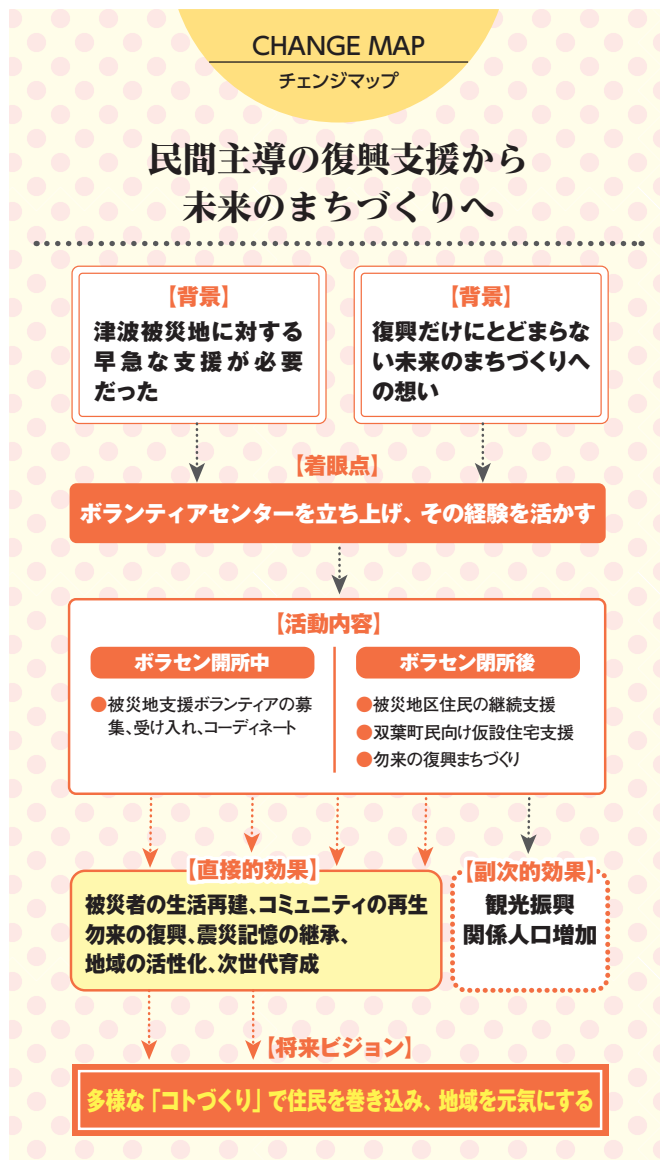 CHANGE MAP
チェンジマップ
民間主導の復興支援から
未来のまちづくりへ
【背景】
津波被災地に対する
早急な支援が必要
だった
【背景】
復興だけにとどまらな
い未来のまちづくりへ
の想い
【着眼点】
ボランティアセンターを立ち上げ、その経験を活かす
【活動内容】
ボラセン開所中
●被災地支援ボランティアの募
集、受け入れ、コーディネート
ボラセン閉所後
●被災地区住民の継続支援
●双葉町民向け仮設住宅支援
●勿来の復興まちづくり
【直接的効果】
被災者の生活再建、コミュニティの再生
勿来の復興、震災記憶の継承、
地域の活性化、次世代育成
【副次的効果】
観光振興
関係人口増加
【将来ビジョン】
多様な「コトづくり」で住民を巻き込み、地域を元気にする